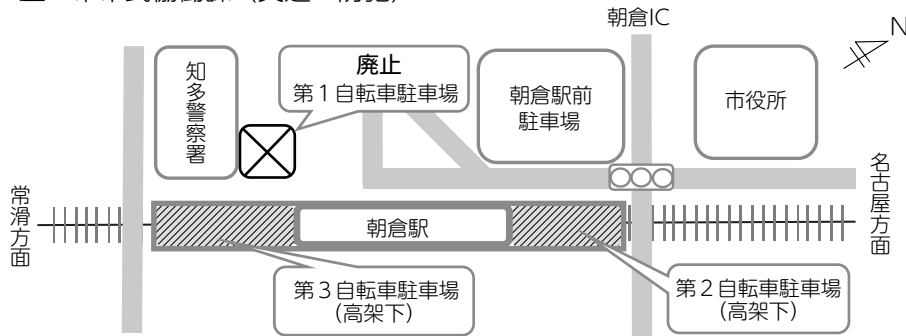 朝倉IC
N
知多警察署
廃止
第1自転車駐車場
朝倉駅前
駐車場
市役所
常滑方面
名古屋方面
朝倉駅
第3自転車駐車場
(高架下)
第2自転車駐車場
(高架下)